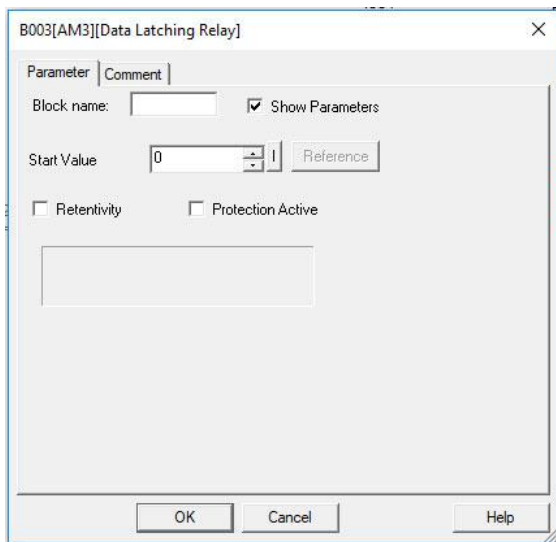 B003[AM3][Data Latching Relay]
Parameter Comment
Block name: Show Parameters
Start Value 0 I Reference
Retentivity Protection Active
OK Cancel Help